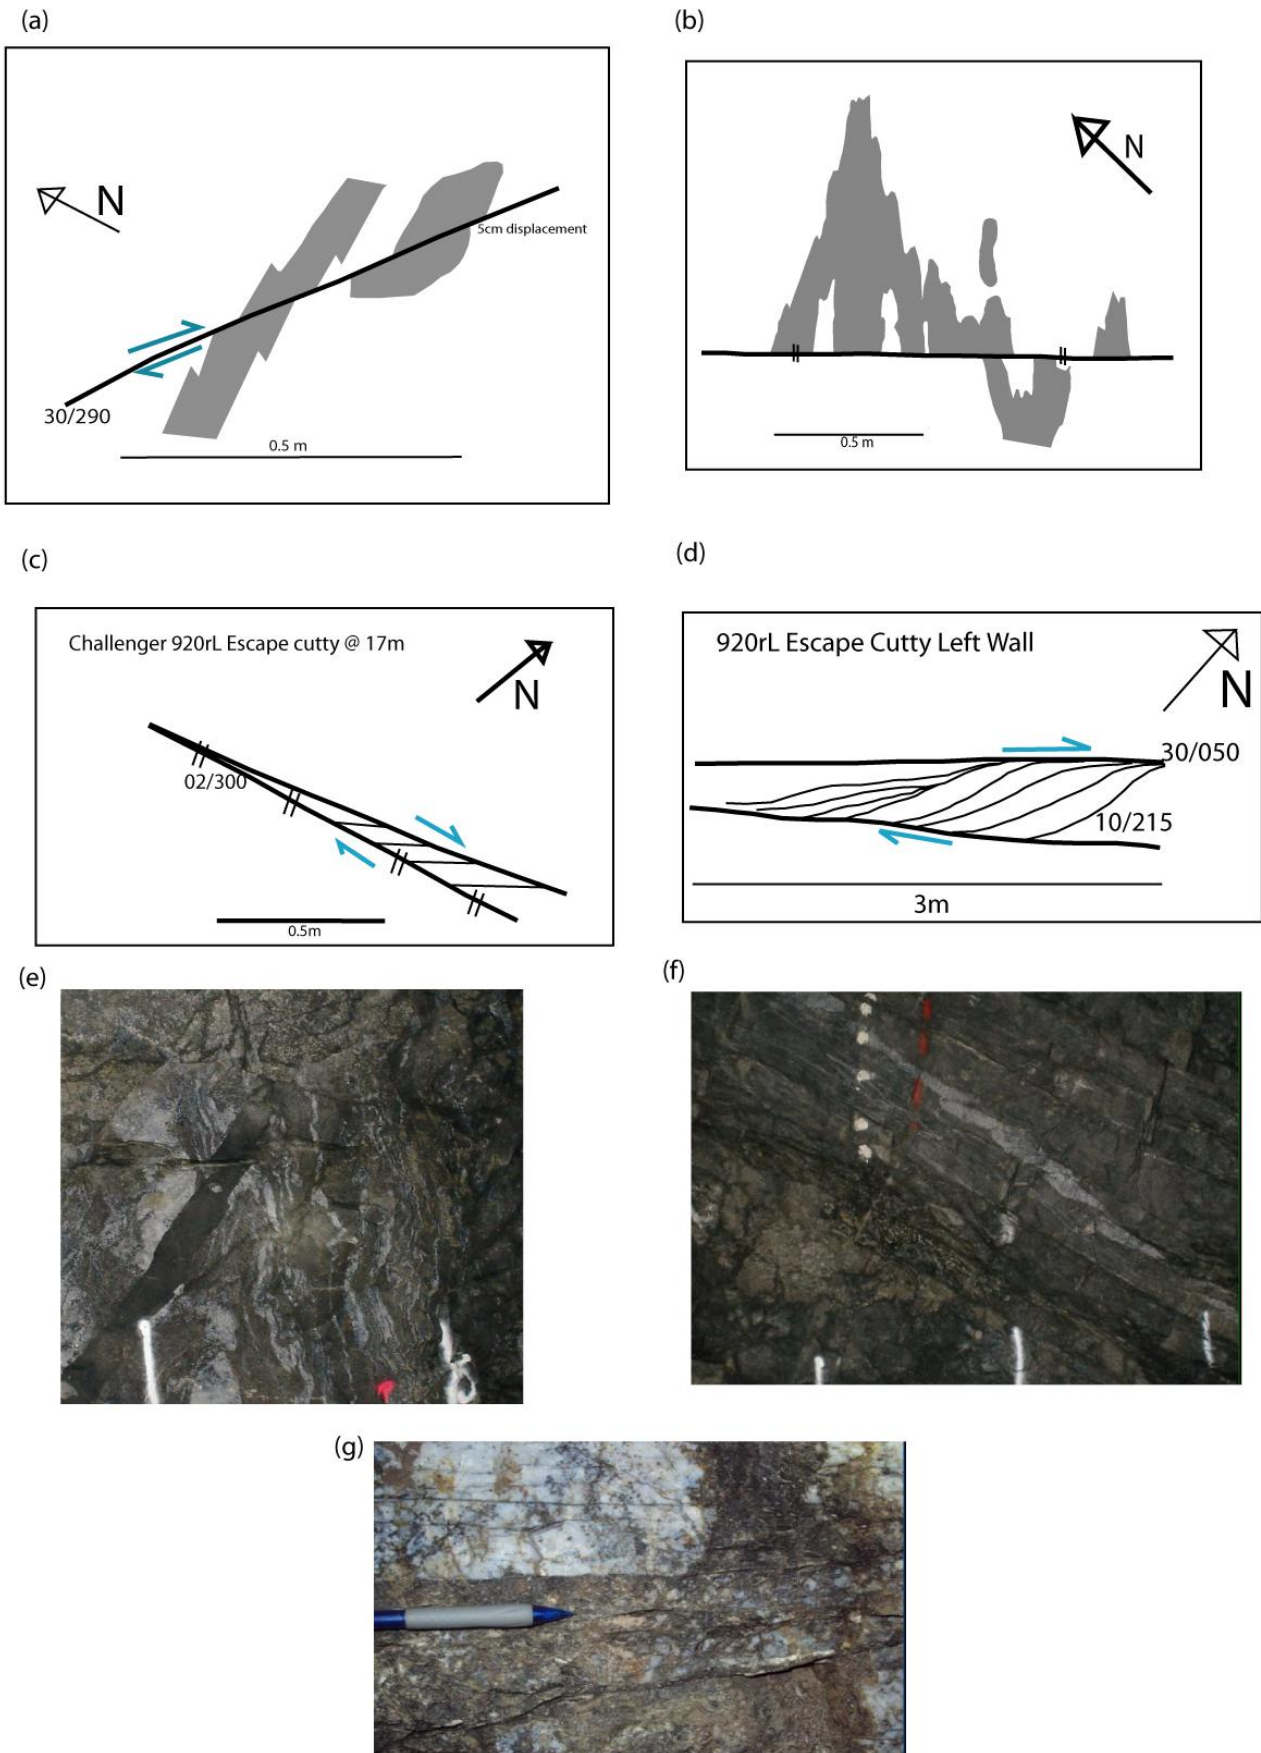 (a)
N
5cm displacement
30/290
0.5 m
(b)
N
0.5 m
(c)
Challenger 920rL Escape cutty @ 17m
N
02/300
0.5m
(d)
920rL Escape Cutty Left Wall
N
30/050
10/215
3m
(e)
(f)
(g)